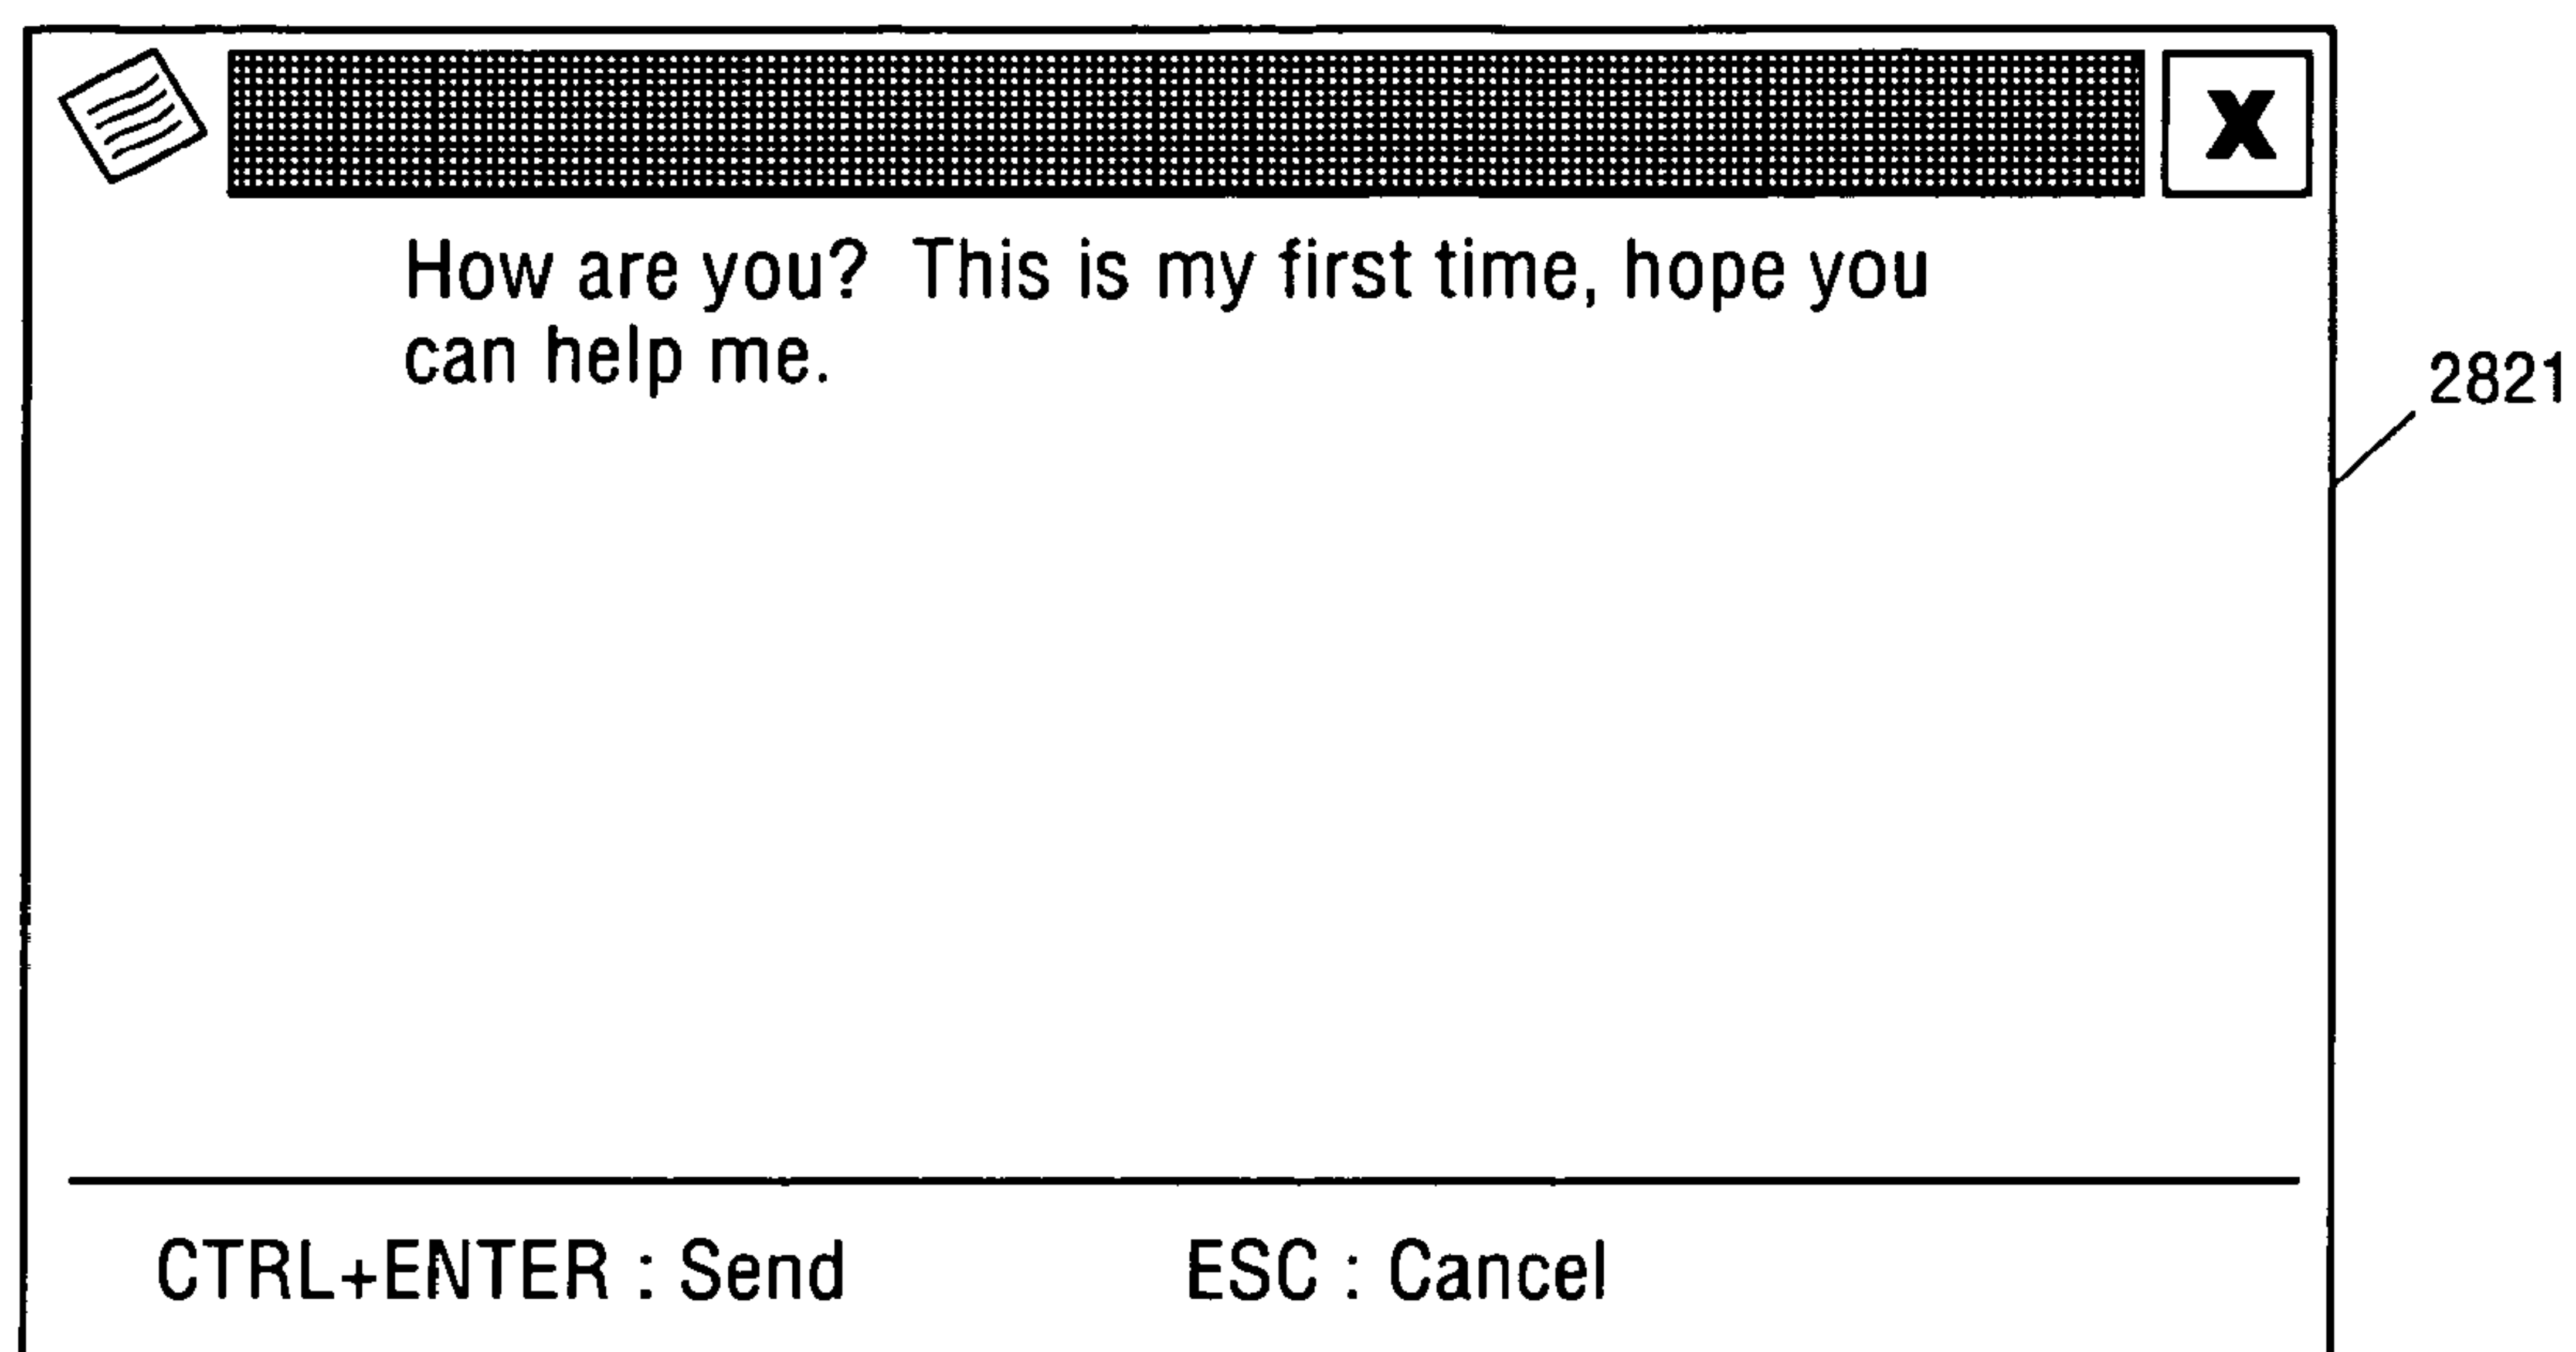 X
How are you? This is my first time, hope you
can help me.
2821
CTRL+ENTER : Send ESC : Cancel